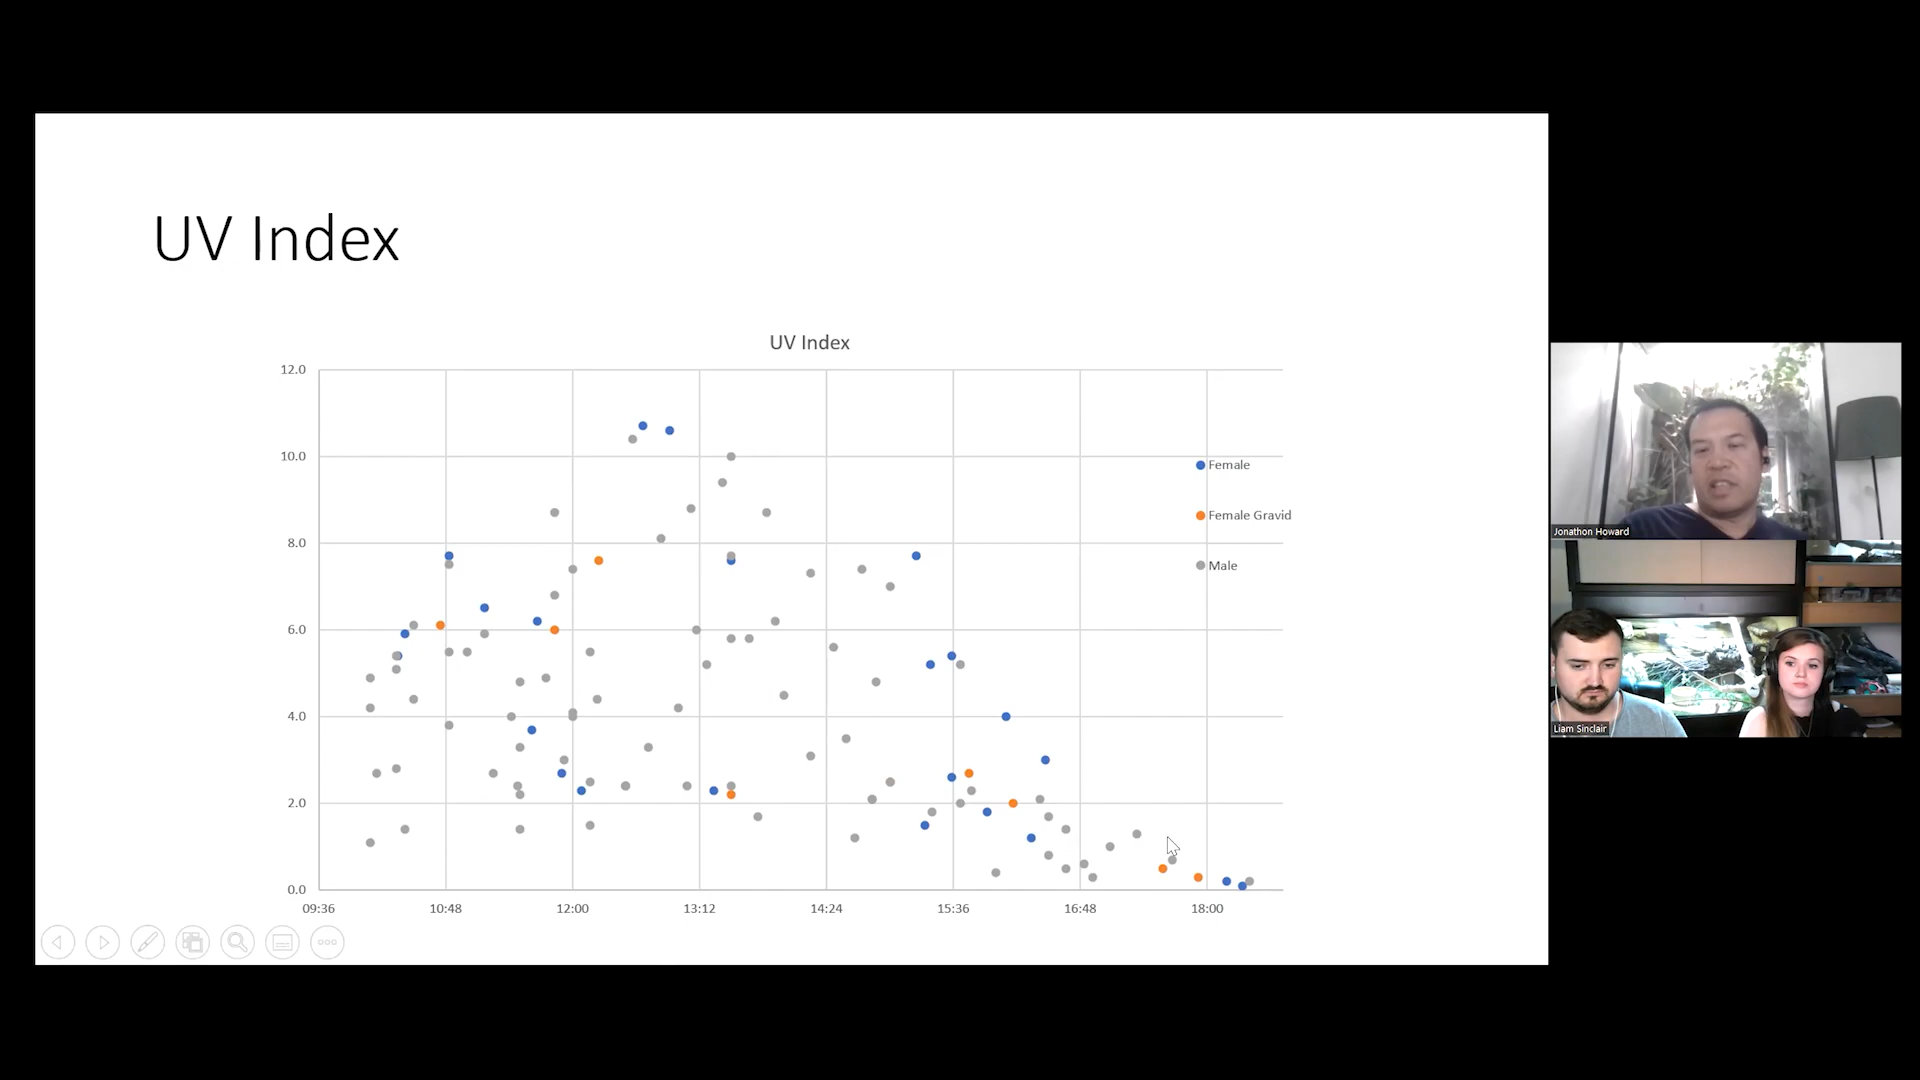 UV Index
UV Index
12.0
10.0
8.0
6.0
4.0
2.0
0.0
09:36
10:48
12:00
13:12
14:24
15:36
16:48
18:00
Female
Female Gravid
Male
Jonathon Howard
Liam Sinclair